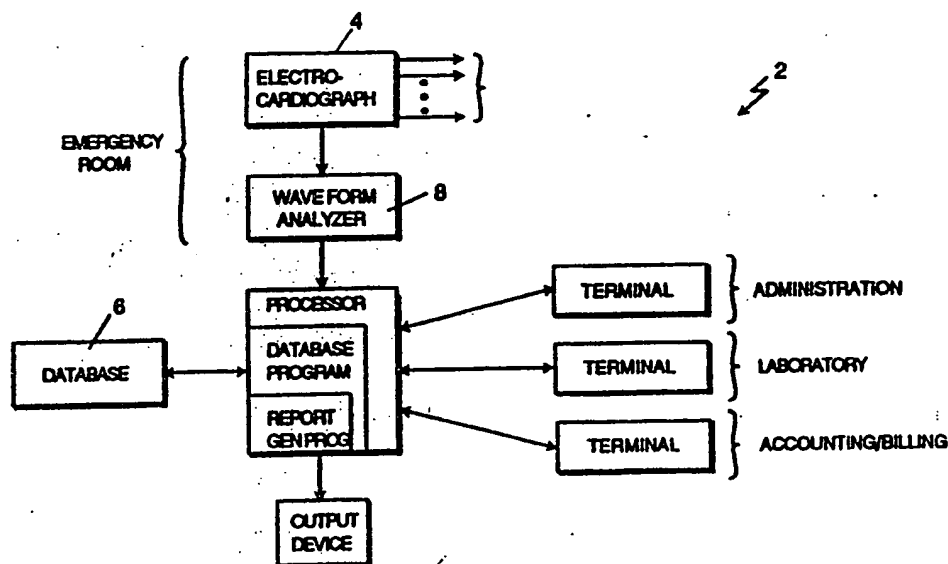 4
ELECTRO-
CARDIOGRAPH
2
EMERGENCY
ROOM
WAVE FORM
ANALYZER
8
PROCESSOR
TERMINAL
ADMINISTRATION
6
DATABASE
DATABASE
PROGRAM
TERMINAL
LABORATORY
REPORT
GEN PROG
TERMINAL
ACCOUNTING/BILLING
OUTPUT
DEVICE